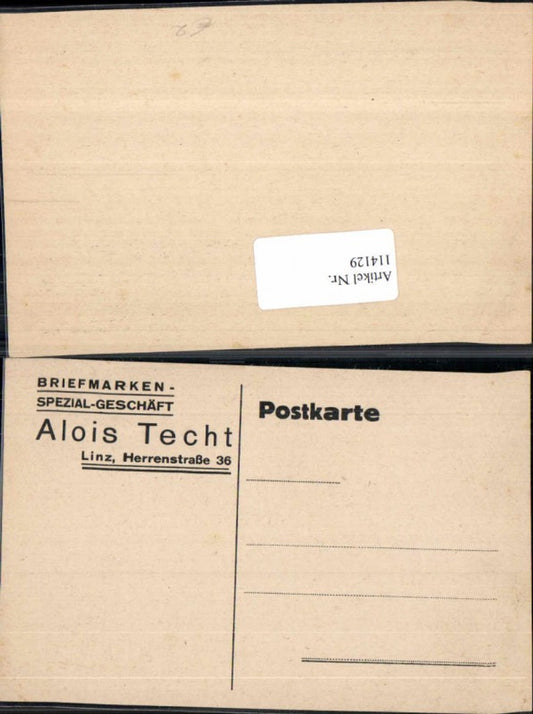 Artikel Nr.
114129
BRIEFMARKEN -
SPEZIAL-GESCHÄFT
Alois Techt
Linz, Herrenstraße 36
Postkarte